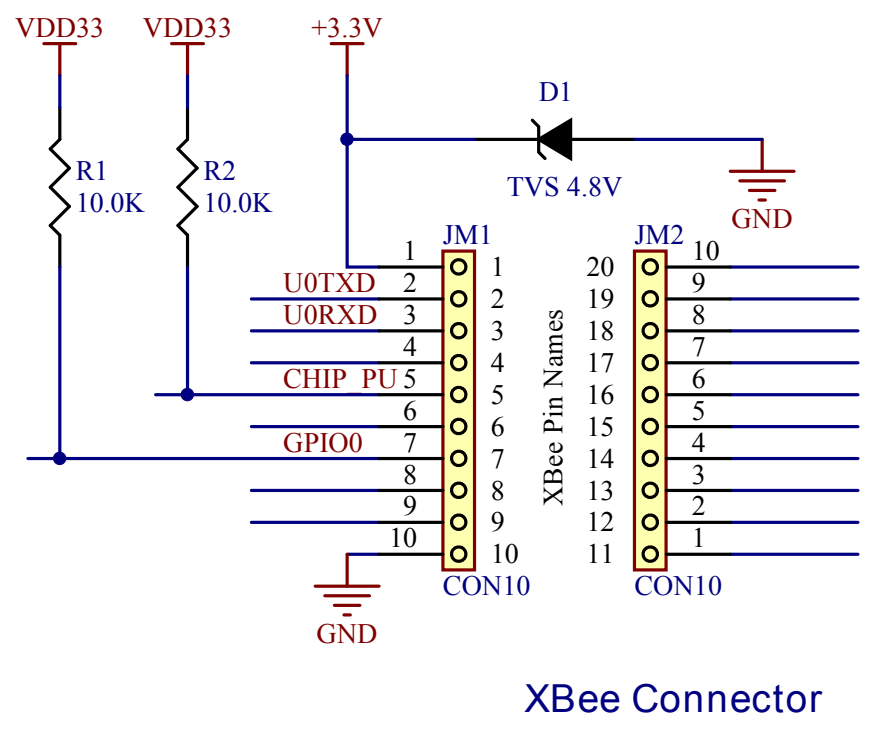 VDD33 VDD33 +3.3V
D1
R1 R2
10.0K 10.0K
TVS 4.8V
GND
JM1 JM2
1 1 20 10
U0TXD 2 2 19 9
U0RXD 3 3 18 8
4 4 17 7
CHIP_PU 5 5 16 6
6 6 15 5
GPIO0 7 7 14 4
8 8 13 3
9 9 12 2
10 10 11 1
XBee Pin Names
CON10 CON10
GND
XBee Connector